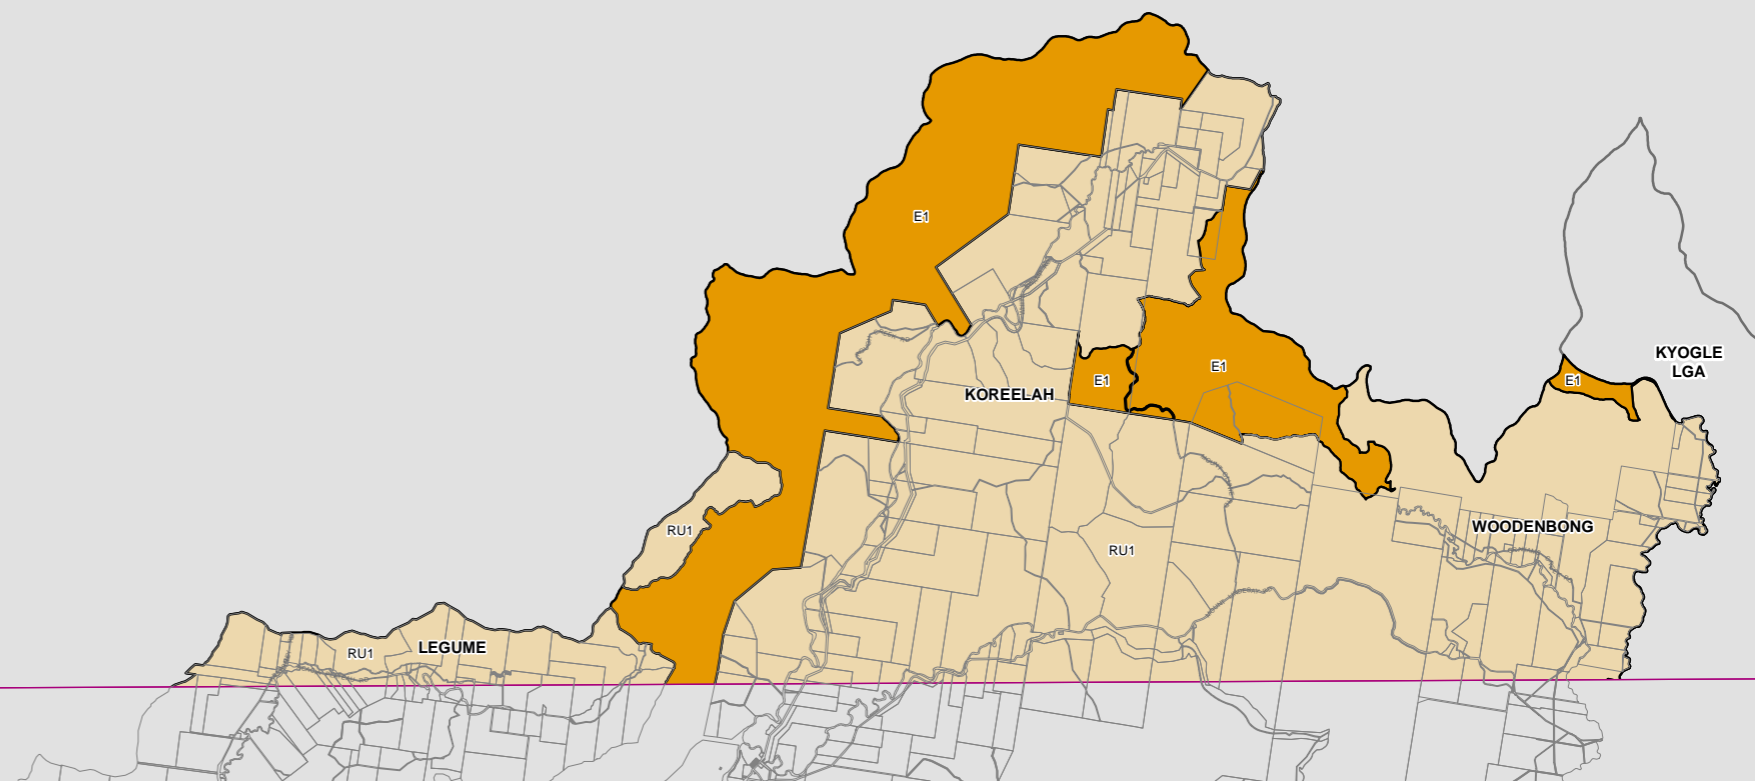 E1
KYOGLE
LGA
E1
E1
E1
KOREELAH
WOODENBONG
RU1
RU1
LEGUME
RU1